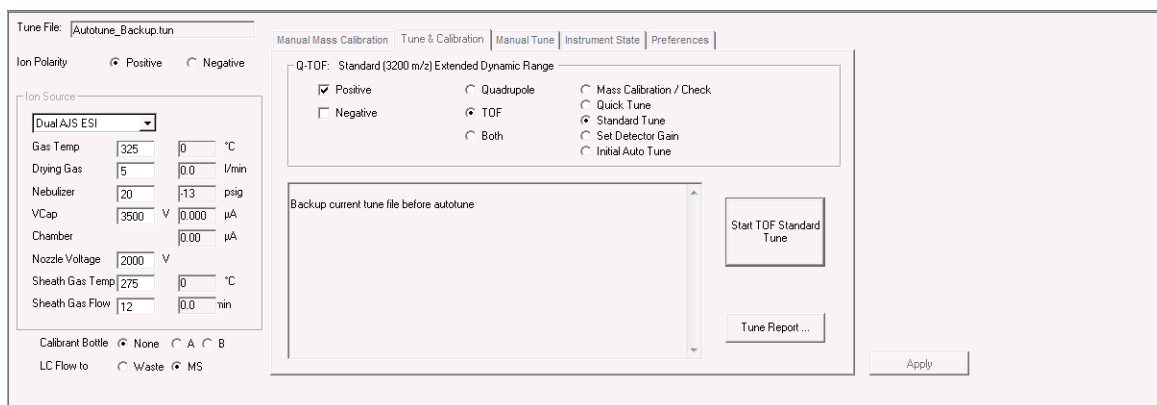 Tune File: Autotune_Backup.tun
Ion Polarity Positive Negative
Ion Source
Dual AJS ESI
Gas Temp 325 0 °C
Drying Gas 5 0.0 l/min
Nebulizer 20 -13 psig
VCap 3500 V 0.000 µA
Chamber 0.00 µA
Nozzle Voltage 2000 V
Sheath Gas Temp 275 0 °C
Sheath Gas Flow 12 0.0 min
Calibrant Bottle None A B
LC Flow to Waste MS
Manual Mass Calibration Tune & Calibration Manual Tune Instrument State Preferences
Q-TOF: Standard (3200 m/z) Extended Dynamic Range
Positive Quadrupole Mass Calibration / Check
Quick Tune
Negative TOF Standard Tune
Both Set Detector Gain
Initial Auto Tune
Backup current tune file before autotune
Start TOF Standard
Tune
Tune Report ...
Apply